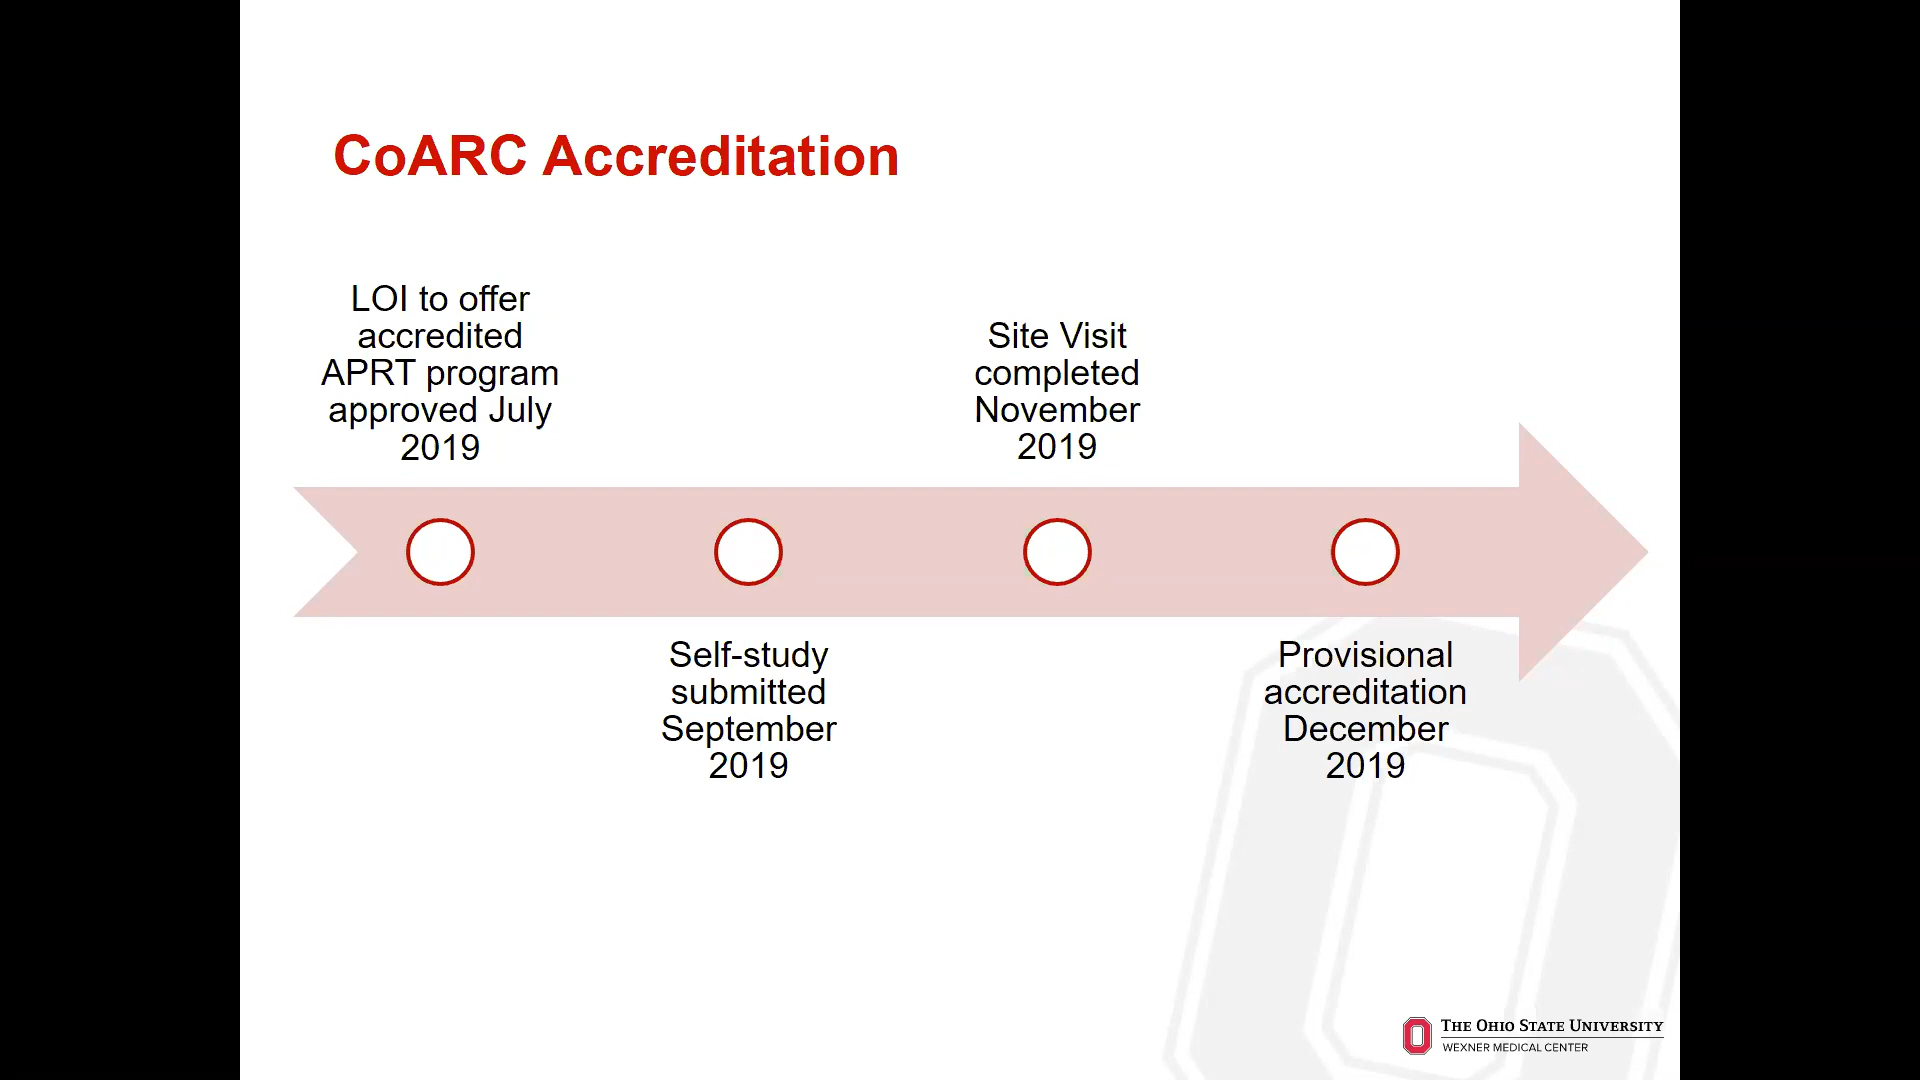 CoARC Accreditation
LOI to offer
accredited
APRT program
approved July
2019
Self-study
submitted
September
2019
Site Visit
completed
November
2019
Provisional
accreditation
December
2019
THE OHIO STATE UNIVERSITY
WEXNER MEDICAL CENTER